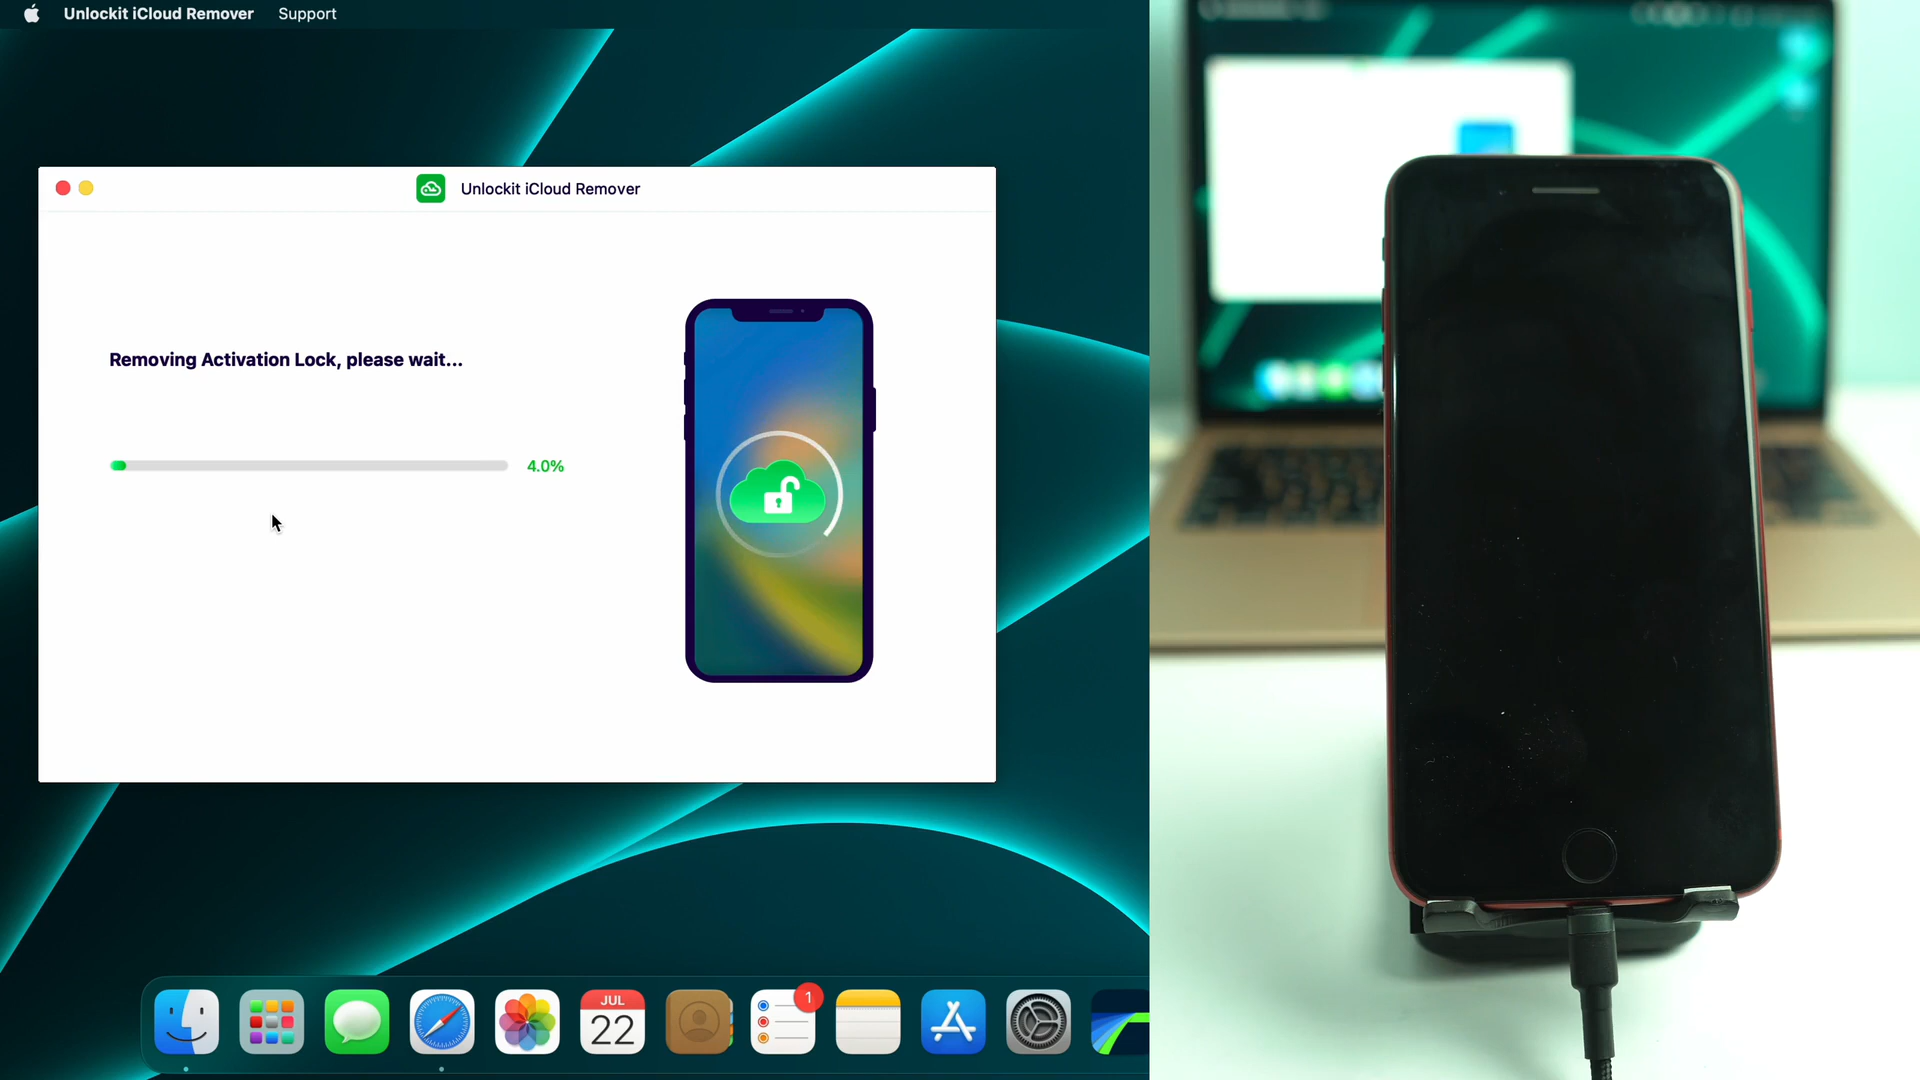 Unlockit iCloud Remover Support
Unlockit iCloud Remover
Removing Activation Lock, please wait...
4.0%
1
JUL
22